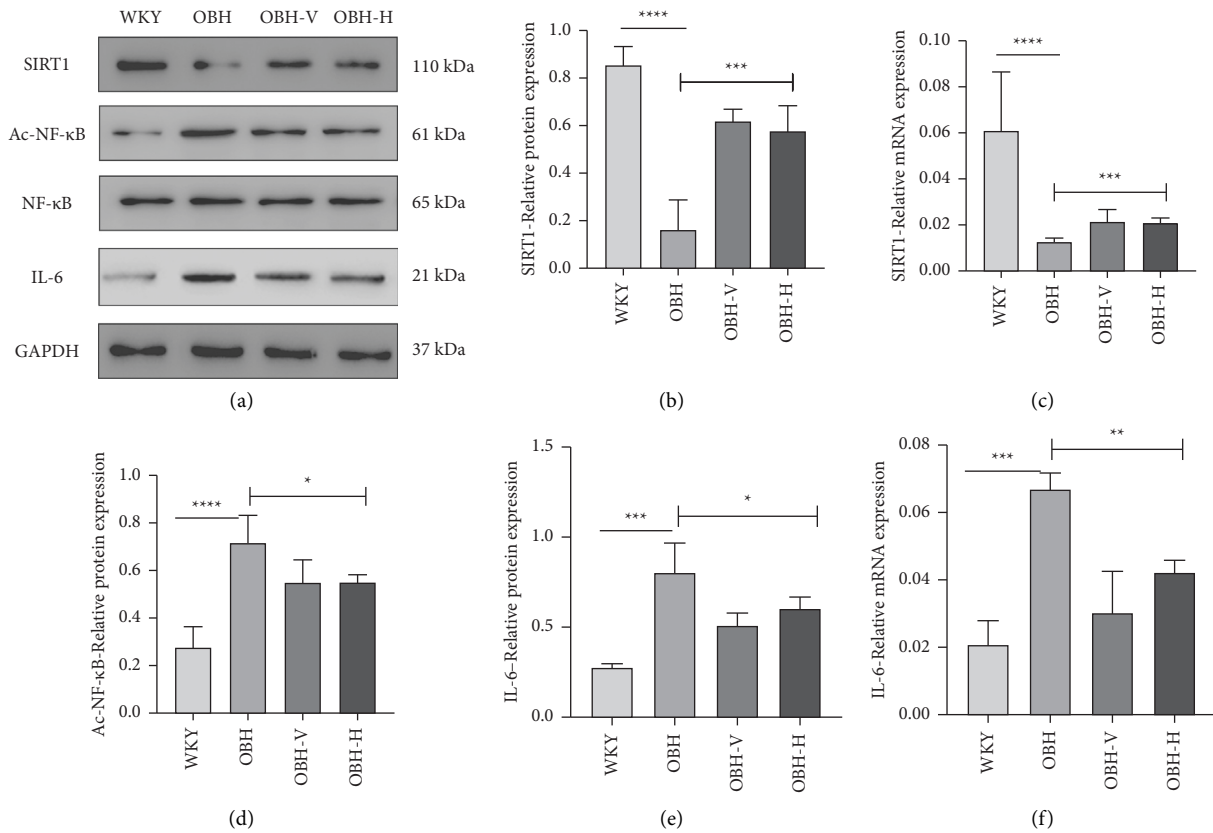 WKY OBH OBH-V OBH-H
SIRT1 110 kDa
Ac-NF-κB 61 kDa
NF-κB 65 kDa
IL-6 21 kDa
GAPDH 37 kDa
(a)
SIRT1-Relative protein expression
1.0
0.8
0.6
0.4
0.2
0.0
****
***
WKY
OBH
OBH-V
OBH-H
(b)
SIRT1-Relative mRNA expression
0.10
0.08
0.06
0.04
0.02
0.00
****
***
WKY
OBH
OBH-V
OBH-H
(c)
Ac-NF-κB-Relative protein expression
1.0
0.8
0.6
0.4
0.2
0.0
****
*
WKY
OBH
OBH-V
OBH-H
(d)
IL-6–Relative protein expression
1.5
1.0
0.5
0.0
***
*
WKY
OBH
OBH-V
OBH-H
(e)
IL-6-Relative mRNA expression
0.08
0.06
0.04
0.02
0.00
***
**
WKY
OBH
OBH-V
OBH-H
(f)